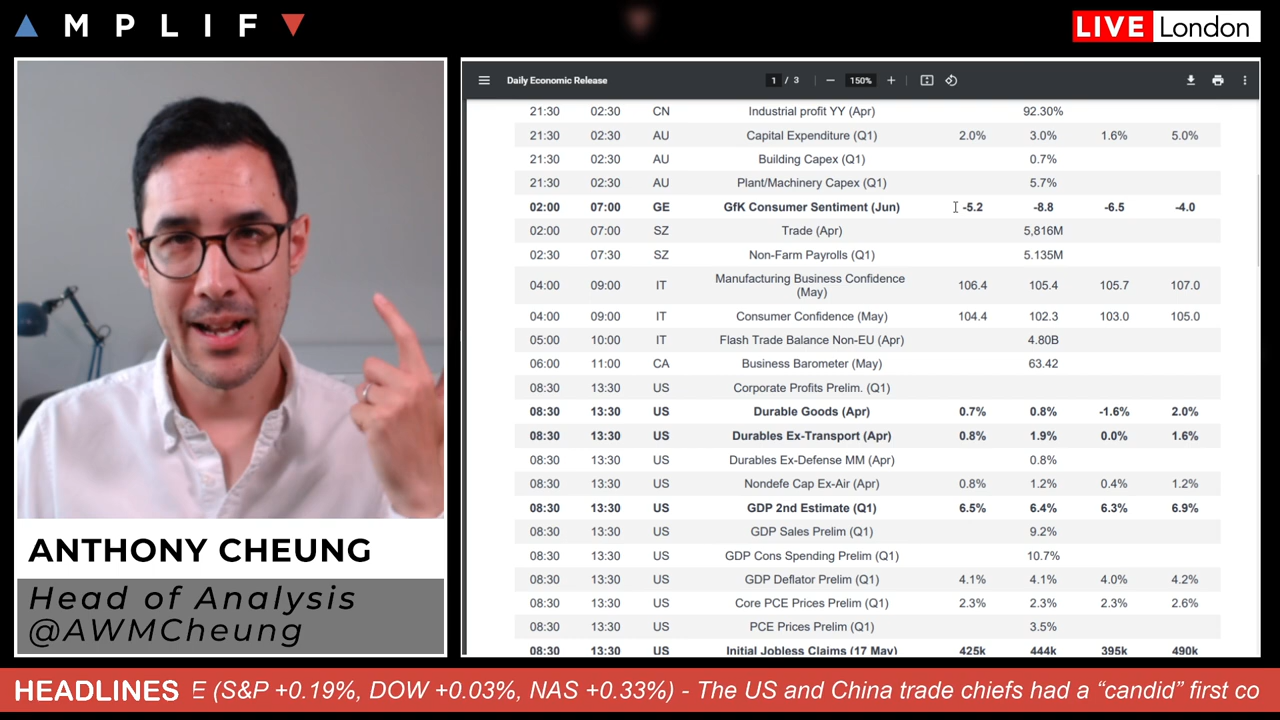 AMPLIFY
LIVE London
Daily Economic Release
1 / 3
150%
21:30 02:30 CN Industrial profit YY (Apr) 92.30%
21:30 02:30 AU Capital Expenditure (Q1) 2.0% 3.0% 1.6% 5.0%
21:30 02:30 AU Building Capex (Q1) 0.7%
21:30 02:30 AU Plant/Machinery Capex (Q1) 5.7%
02:00 07:00 GE GfK Consumer Sentiment (Jun) -5.2 -8.8 -6.5 -4.0
02:00 07:00 SZ Trade (Apr) 5,816M
02:30 07:30 SZ Non-Farm Payrolls (Q1) 5.135M
04:00 09:00 IT Manufacturing Business Confidence (May) 106.4 105.4 105.7 107.0
04:00 09:00 IT Consumer Confidence (May) 104.4 102.3 103.0 105.0
05:00 10:00 IT Flash Trade Balance Non-EU (Apr) 4.80B
06:00 11:00 CA Business Barometer (May) 63.42
08:30 13:30 US Corporate Profits Prelim. (Q1)
08:30 13:30 US Durable Goods (Apr) 0.7% 0.8% -1.6% 2.0%
08:30 13:30 US Durables Ex-Transport (Apr) 0.8% 1.9% 0.0% 1.6%
08:30 13:30 US Durables Ex-Defense MM (Apr) 0.8%
08:30 13:30 US Nondefe Cap Ex-Air (Apr) 0.8% 1.2% 0.4% 1.2%
08:30 13:30 US GDP 2nd Estimate (Q1) 6.5% 6.4% 6.3% 6.9%
08:30 13:30 US GDP Sales Prelim (Q1) 9.2%
08:30 13:30 US GDP Cons Spending Prelim (Q1) 10.7%
08:30 13:30 US GDP Deflator Prelim (Q1) 4.1% 4.1% 4.0% 4.2%
08:30 13:30 US Core PCE Prices Prelim (Q1) 2.3% 2.3% 2.3% 2.6%
08:30 13:30 US PCE Prices Prelim (Q1) 3.5%
08:30 13:30 US Initial Jobless Claims (17 May) 425k 444k 395k 490k
ANTHONY CHEUNG
Head of Analysis
@AWMCheung
HEADLINES E (S&P +0.19%, DOW +0.03%, NAS +0.33%) - The US and China trade chiefs had a “candid” first co